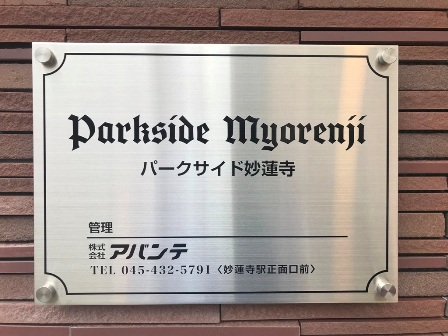 Parkside Myorenji
パークサイド妙蓮寺
管理
株式会社 アバンテ
TEL 045-432-5791〈妙蓮寺駅正面口前〉